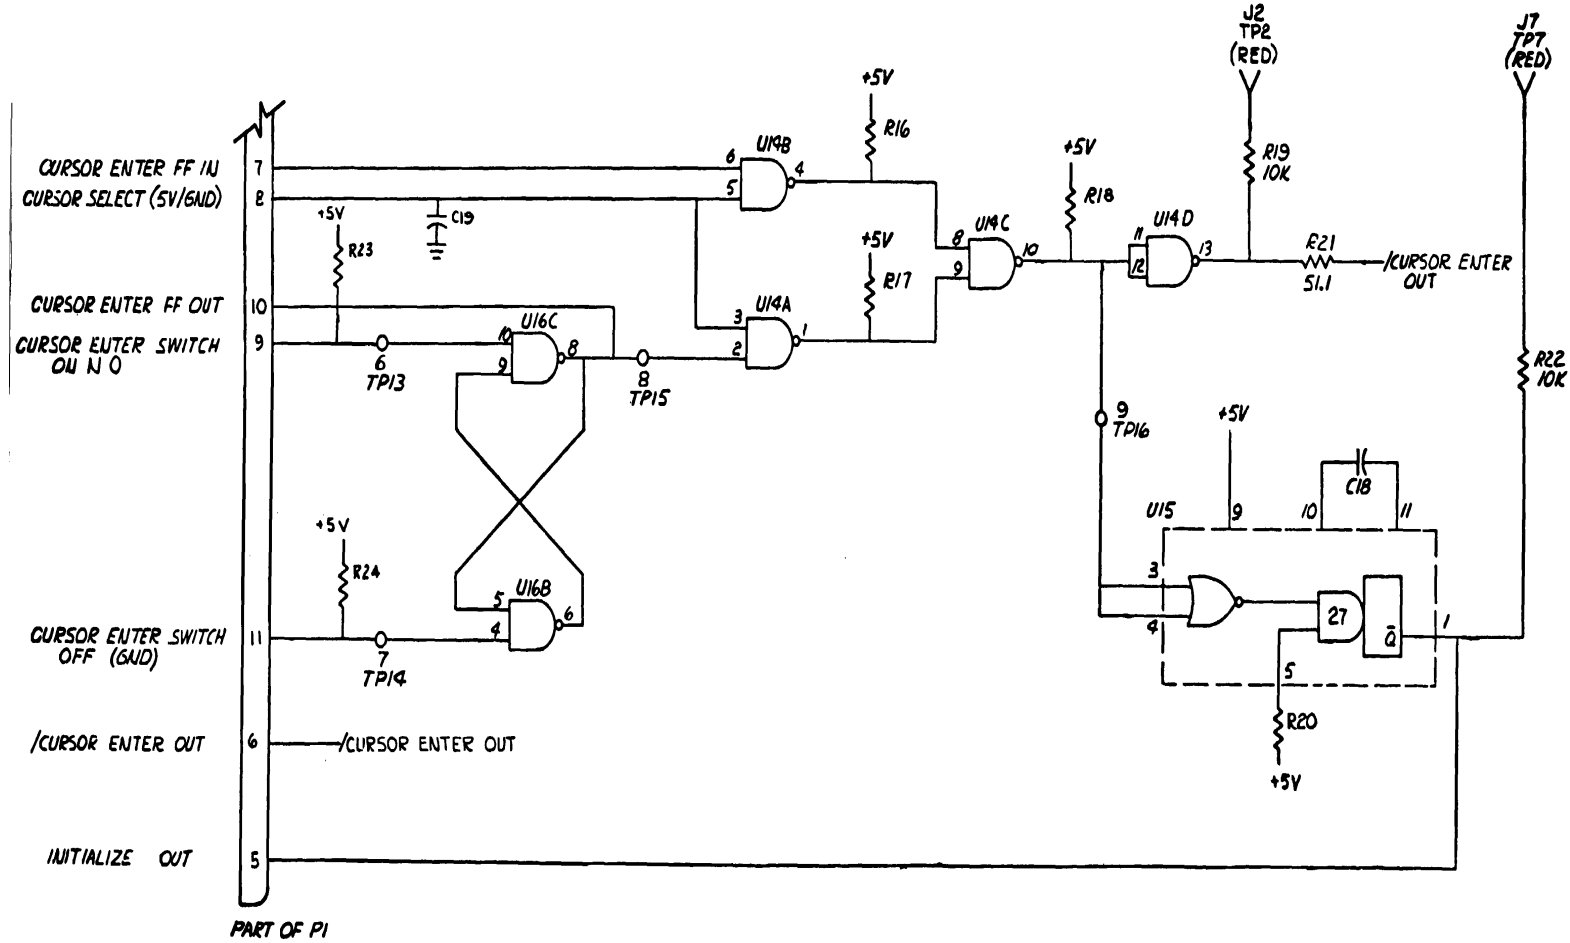 J2
TP2
(RED)
J7
TP7
(RED)
+5V
R16
U14B
6
5
4
CURSOR ENTER FF IN
7
CURSOR SELECT (5V/GND)
8
+5V
C19
R23
+5V
R18
R19
10K
U14C
8
9
10
U14D
11
12
13
R21
51.1
/CURSOR ENTER
OUT
+5V
R17
CURSOR ENTER FF OUT
10
U16C
10
9
8
U14A
3
2
1
CURSOR ENTER SWITCH
ON N O
9
6
TP13
8
TP15
R22
10K
9
TP16
+5V
C18
U15
9
10
11
+5V
R24
U16B
5
4
6
3
4
27
Q̅
1
5
CURSOR ENTER SWITCH
OFF (GND)
11
7
TP14
R20
+5V
/CURSOR ENTER OUT
6
/CURSOR ENTER OUT
INITIALIZE OUT
5
PART OF P1